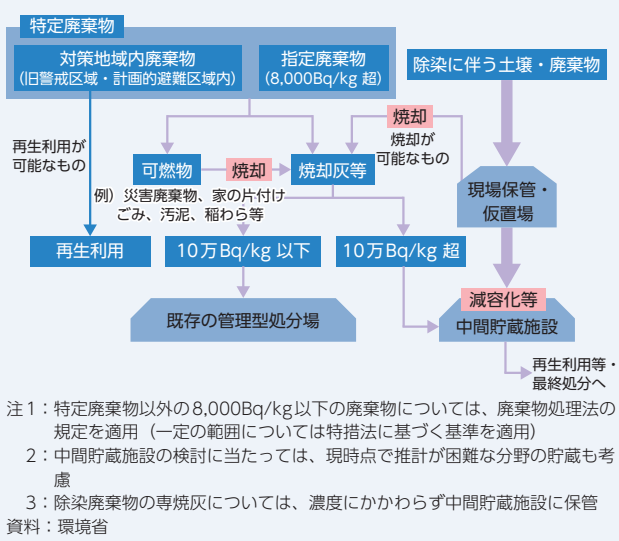 特定廃棄物
対策地域内廃棄物
(旧警戒区域・計画的避難区域内)
指定廃棄物
(8,000Bq/kg 超)
除染に伴う土壌・廃棄物
再生利用が
可能なもの
焼却
焼却が
可能なもの
可燃物
焼却
焼却灰等
例）災害廃棄物、家の片付け
ごみ、汚泥、稲わら等
現場保管・
仮置場
再生利用
10万Bq/kg 以下
10万Bq/kg 超
既存の管理型処分場
減容化等
中間貯蔵施設
再生利用等・
最終処分へ
注1：特定廃棄物以外の8,000Bq/kg以下の廃棄物については、廃棄物処理法の
規定を適用（一定の範囲については特措法に基づく基準を適用）
2：中間貯蔵施設の検討に当たっては、現時点で推計が困難な分野の貯蔵も考
慮
3：除染廃棄物の専焼灰については、濃度にかかわらず中間貯蔵施設に保管
資料：環境省